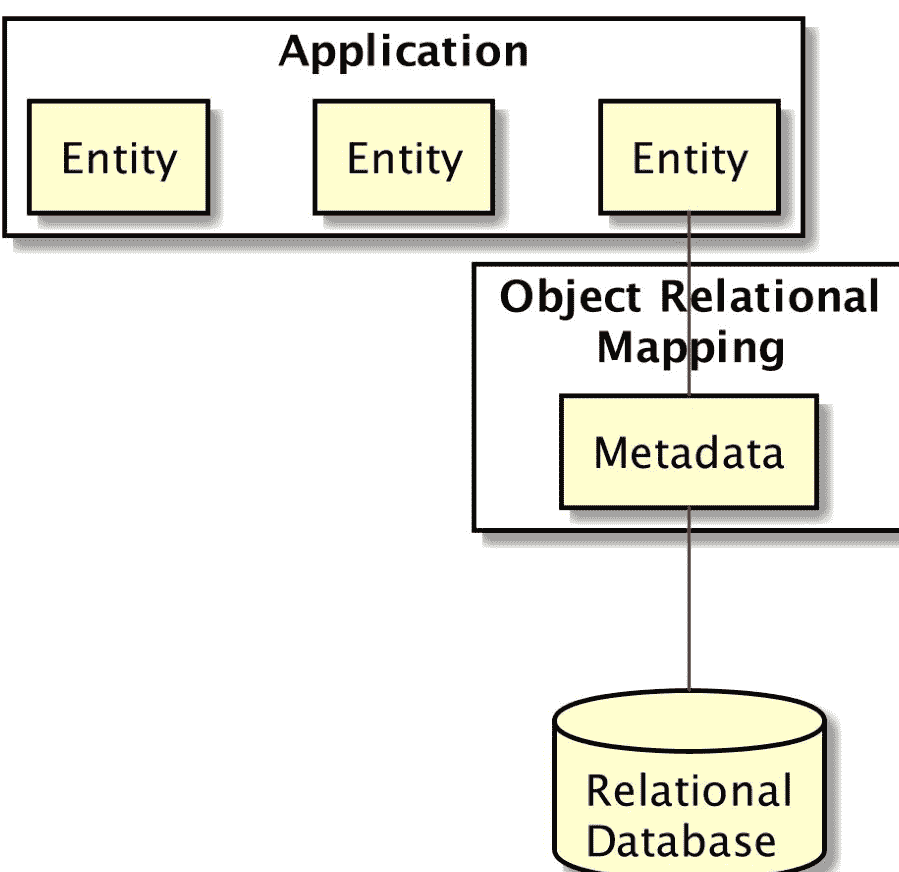 Application
Entity Entity Entity
Object Relational
Mapping
Metadata
Relational
Database